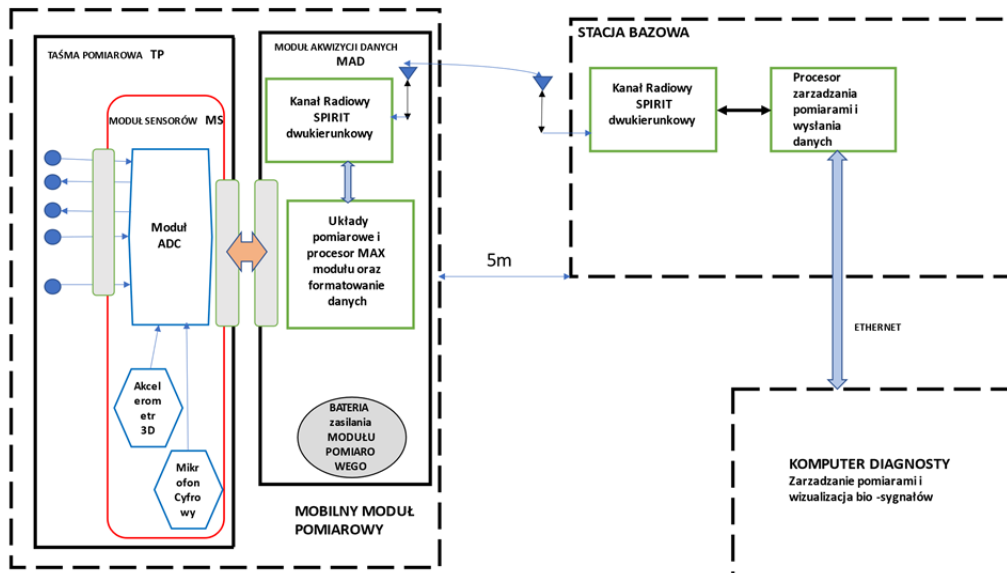 TAŚMA POMIAROWA TP
MODUŁ SENSORÓW MS
Moduł
ADC
Akcel
erom
etr
3D
Mikr
ofon
Cyfro
wy
MODUŁ AKWIZYCJI DANYCH
MAD
Kanał Radiowy
SPIRIT
dwukierunkowy
Układy
pomiarowe i
procesor MAX
modułu oraz
formatowanie
danych
BATERIA
zasilania
MODUŁU
POMIARO
WEGO
MOBILNY MODUŁ
POMIAROWY
5m
STACJA BAZOWA
Kanał Radiowy
SPIRIT
dwukierunkowy
Procesor
zarzadzania
pomiarami i
wysłania
danych
ETHERNET
KOMPUTER DIAGNOSTY
Zarzadzanie pomiarami i
wizualizacja bio -sygnałów